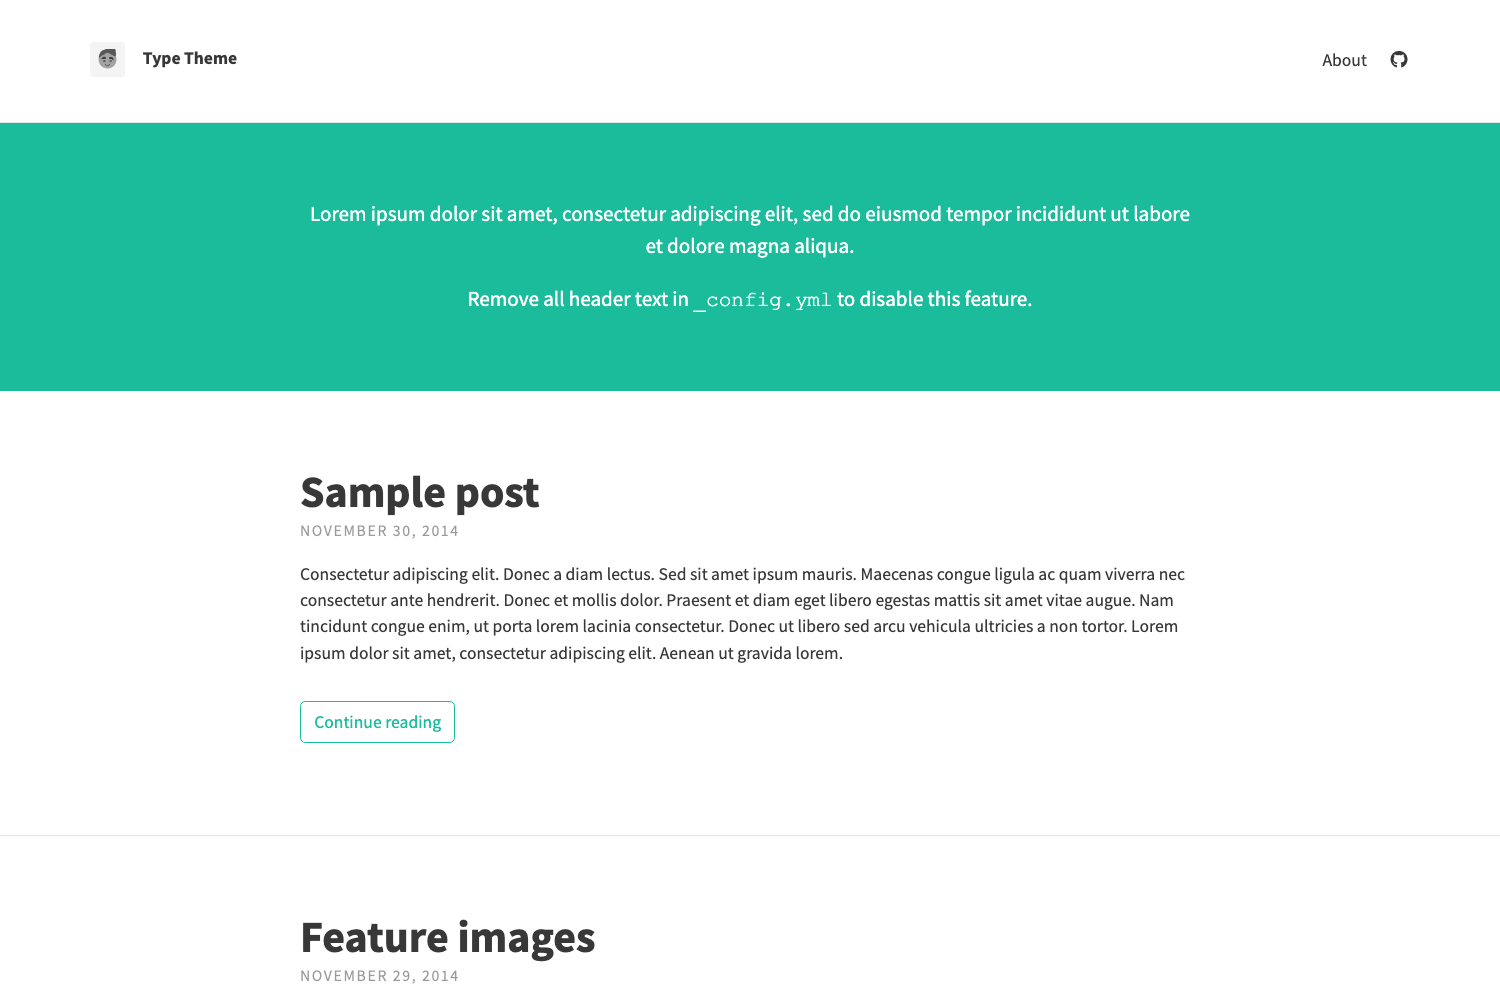 Type Theme
About
Lorem ipsum dolor sit amet, consectetur adipiscing elit, sed do eiusmod tempor incididunt ut labore
et dolore magna aliqua.
Remove all header text in _config.yml to disable this feature.
Sample post
NOVEMBER 30, 2014
Consectetur adipiscing elit. Donec a diam lectus. Sed sit amet ipsum mauris. Maecenas congue ligula ac quam viverra nec
consectetur ante hendrerit. Donec et mollis dolor. Praesent et diam eget libero egestas mattis sit amet vitae augue. Nam
tincidunt congue enim, ut porta lorem lacinia consectetur. Donec ut libero sed arcu vehicula ultricies a non tortor. Lorem
ipsum dolor sit amet, consectetur adipiscing elit. Aenean ut gravida lorem.
Continue reading
Feature images
NOVEMBER 29, 2014